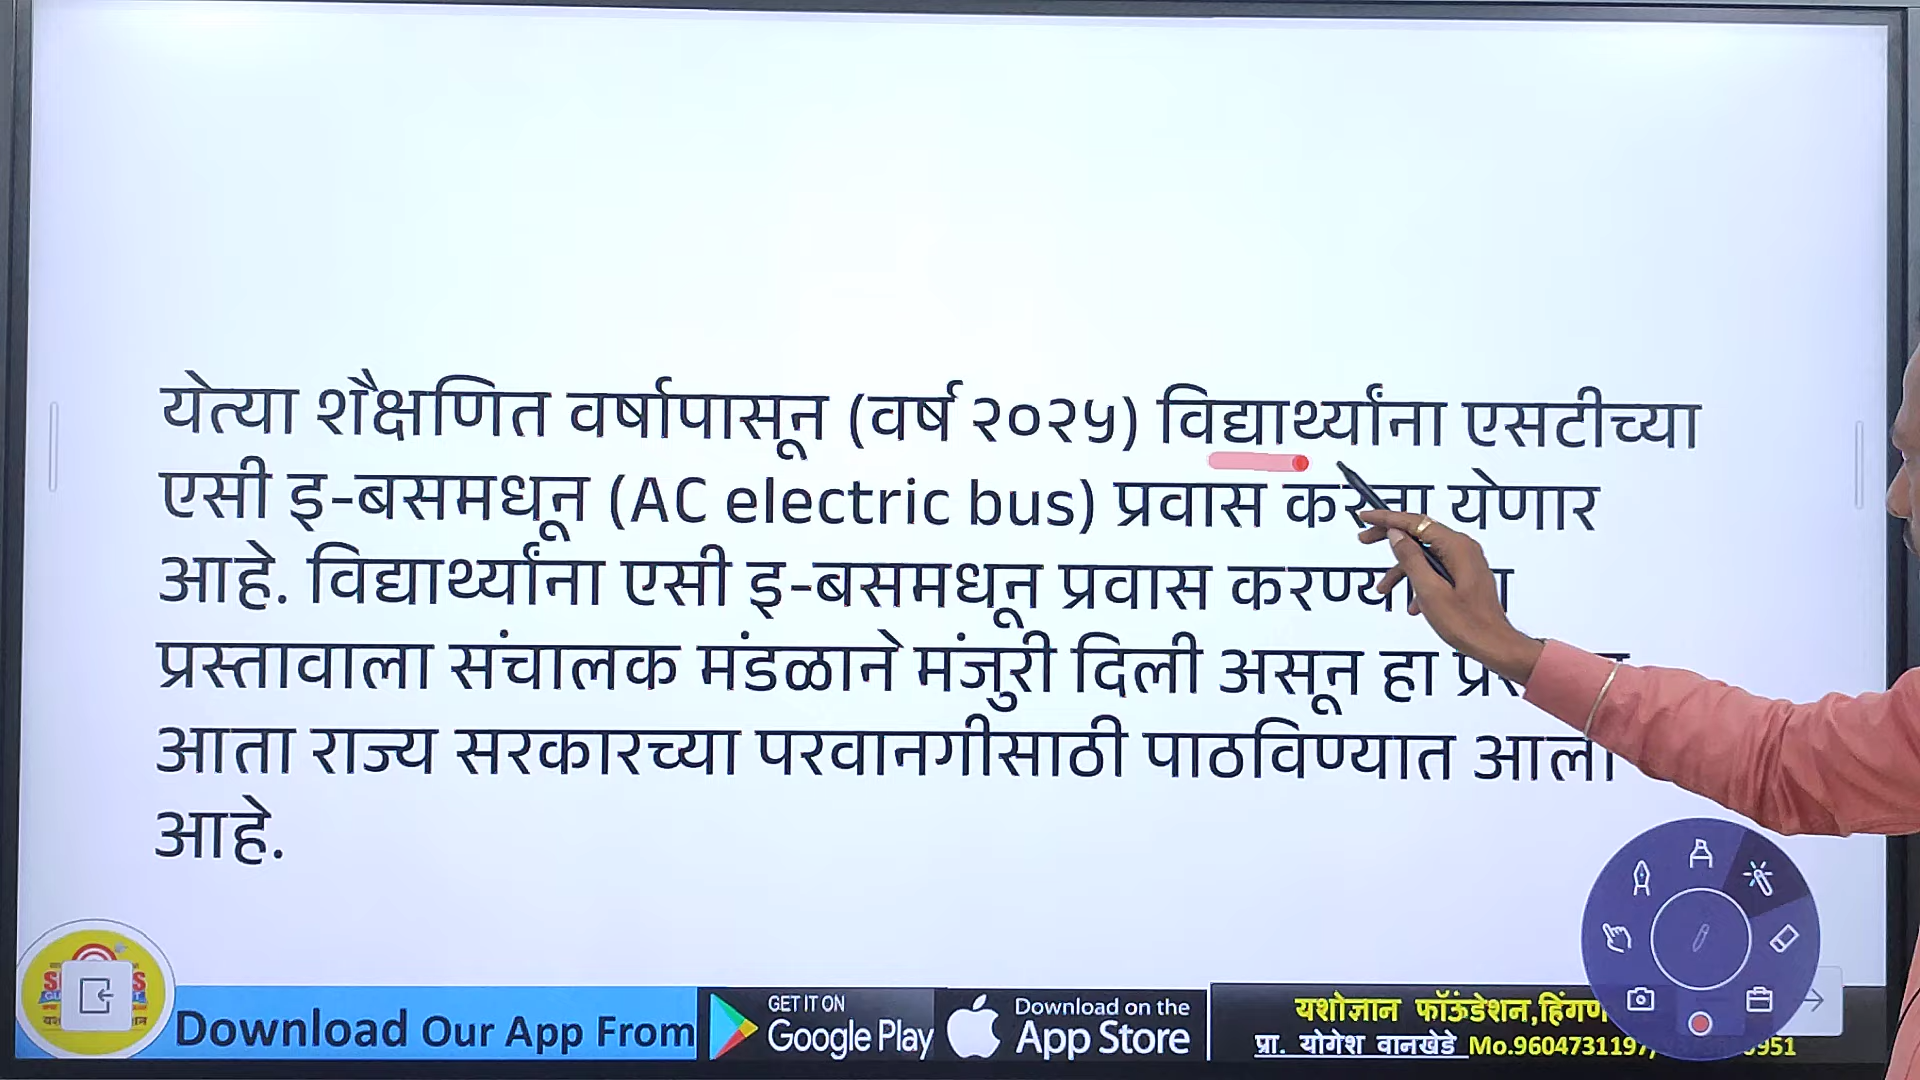 येत्या शैक्षणित वर्षापासून (वर्ष २०२५) विद्यार्थ्यांना एसटीच्या
एसी इ-बसमधून (AC electric bus) प्रवास करता येणार
आहे. विद्यार्थ्यांना एसी इ-बसमधून प्रवास
प्रस्तावाला संचालक मंडळाने मंजुरी दिली असून हा
आता राज्य सरकारच्या परवानगीसाठी पाठविण्यात आला
आहे.
Download Our App From
GET IT ON
Google Play
Download on the
App Store
यशोज्ञान फॉऊंडेशन,हिंगण
प्रा. योगेश वानखेडे Mo.9604731197/